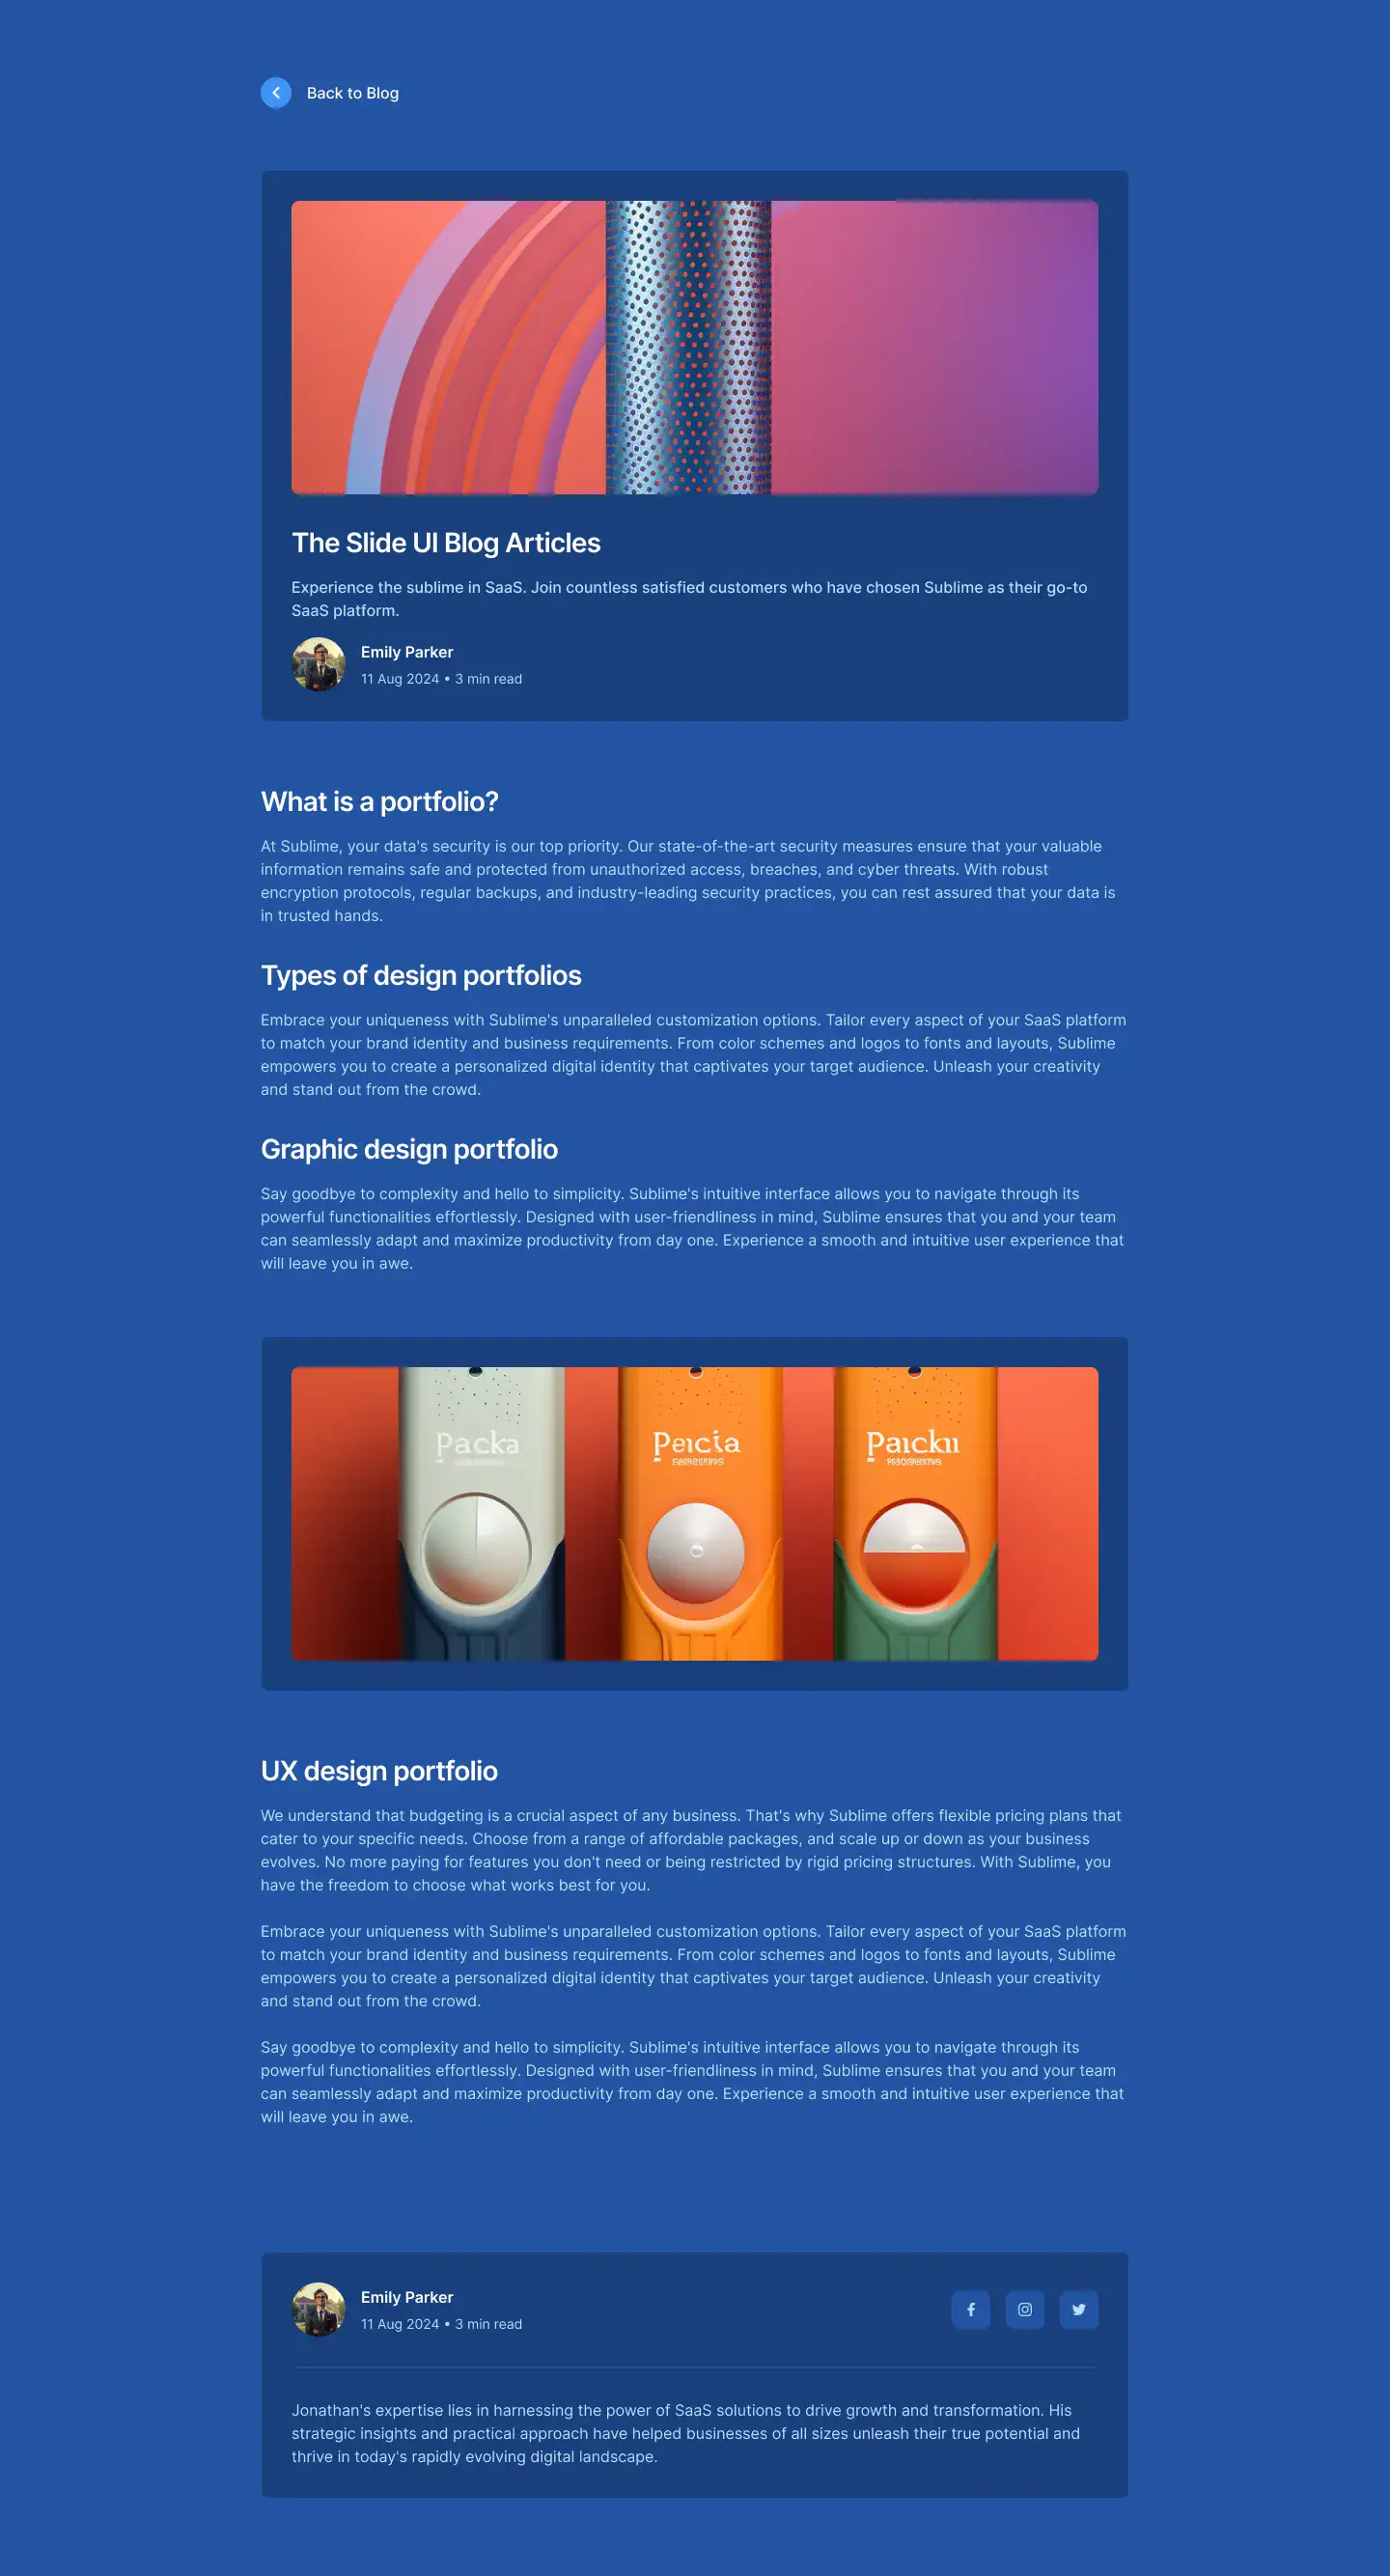 Back to Blog
The Slide UI Blog Articles
Experience the sublime in SaaS. Join countless satisfied customers who have chosen Sublime as their go-to
SaaS platform.
Emily Parker
11 Aug 2024 • 3 min read
What is a portfolio?
At Sublime, your data's security is our top priority. Our state-of-the-art security measures ensure that your valuable
information remains safe and protected from unauthorized access, breaches, and cyber threats. With robust
encryption protocols, regular backups, and industry-leading security practices, you can rest assured that your data is
in trusted hands.
Types of design portfolios
Embrace your uniqueness with Sublime's unparalleled customization options. Tailor every aspect of your SaaS platform
to match your brand identity and business requirements. From color schemes and logos to fonts and layouts, Sublime
empowers you to create a personalized digital identity that captivates your target audience. Unleash your creativity
and stand out from the crowd.
Graphic design portfolio
Say goodbye to complexity and hello to simplicity. Sublime's intuitive interface allows you to navigate through its
powerful functionalities effortlessly. Designed with user-friendliness in mind, Sublime ensures that you and your team
can seamlessly adapt and maximize productivity from day one. Experience a smooth and intuitive user experience that
will leave you in awe.
Packa Peicia Paickn
UX design portfolio
We understand that budgeting is a crucial aspect of any business. That's why Sublime offers flexible pricing plans that
cater to your specific needs. Choose from a range of affordable packages, and scale up or down as your business
evolves. No more paying for features you don't need or being restricted by rigid pricing structures. With Sublime, you
have the freedom to choose what works best for you.
Embrace your uniqueness with Sublime's unparalleled customization options. Tailor every aspect of your SaaS platform
to match your brand identity and business requirements. From color schemes and logos to fonts and layouts, Sublime
empowers you to create a personalized digital identity that captivates your target audience. Unleash your creativity
and stand out from the crowd.
Say goodbye to complexity and hello to simplicity. Sublime's intuitive interface allows you to navigate through its
powerful functionalities effortlessly. Designed with user-friendliness in mind, Sublime ensures that you and your team
can seamlessly adapt and maximize productivity from day one. Experience a smooth and intuitive user experience that
will leave you in awe.
Emily Parker
11 Aug 2024 • 3 min read
Jonathan's expertise lies in harnessing the power of SaaS solutions to drive growth and transformation. His
strategic insights and practical approach have helped businesses of all sizes unleash their true potential and
thrive in today's rapidly evolving digital landscape.